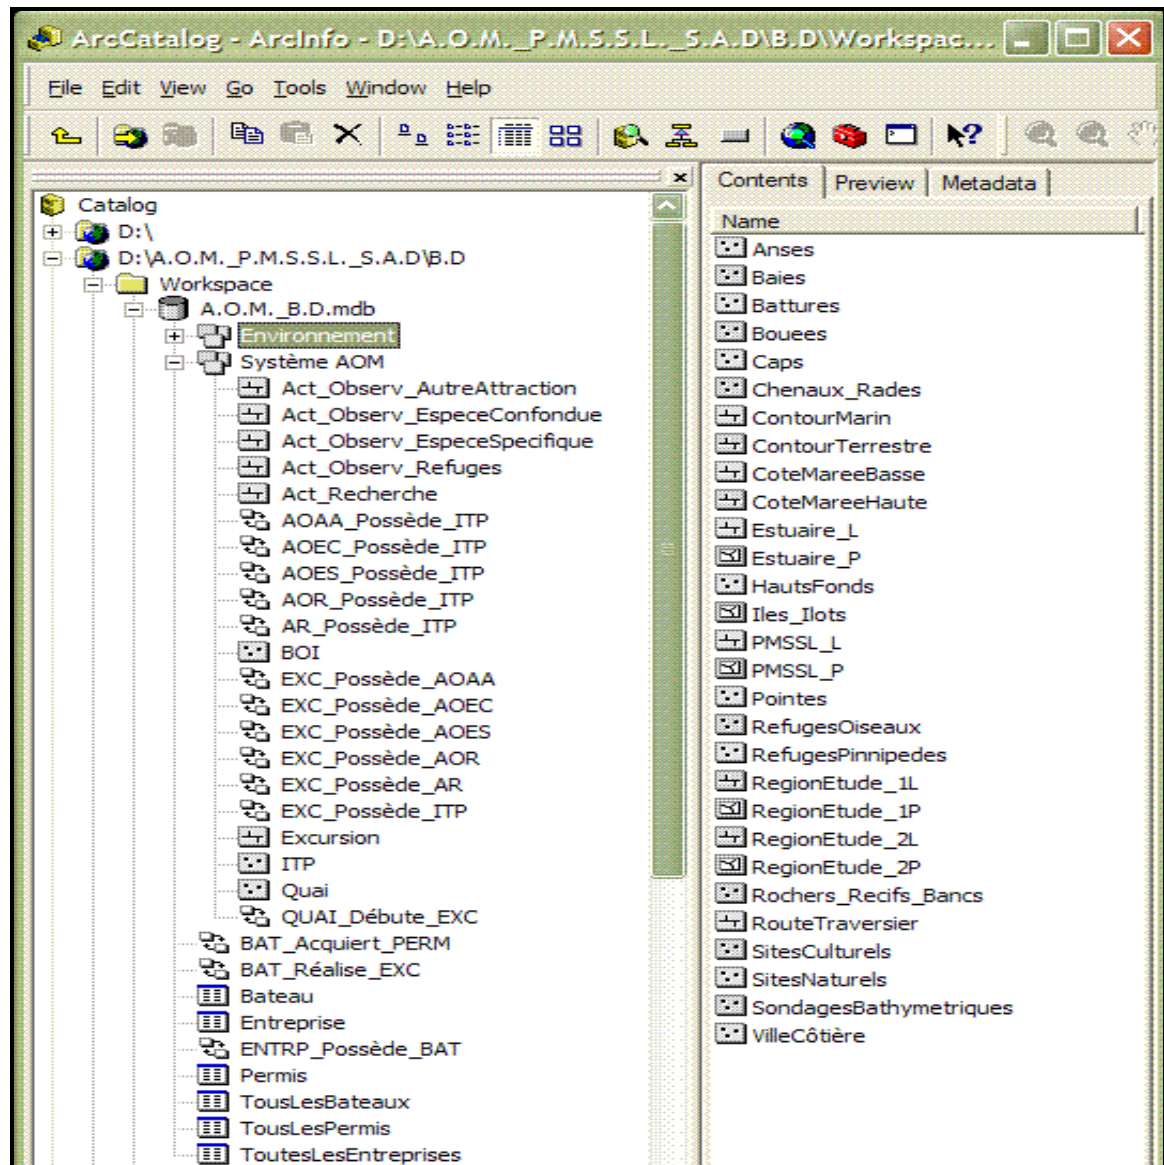 ArcCatalog - ArcInfo - D:\A.O.M._P.M.S.S.L._S.A.D\B.D\Workspac...
File Edit View Go Tools Window Help
Catalog
D:\
D:\A.O.M._P.M.S.S.L._S.A.D\B.D
Workspace
A.O.M._B.D.mdb
Environnement
Système AOM
Act_Observ_AutreAttraction
Act_Observ_EspeceConfondue
Act_Observ_EspeceSpecifique
Act_Observ_Refuges
Act_Recherche
AOAA_Possède_ITP
AOEC_Possède_ITP
AOES_Possède_ITP
AOR_Possède_ITP
AR_Possède_ITP
BOI
EXC_Possède_AOAA
EXC_Possède_AOEC
EXC_Possède_AOES
EXC_Possède_AOR
EXC_Possède_AR
EXC_Possède_ITP
Excursion
ITP
Quai
QUAI_Débute_EXC
BAT_Acquiert_PERM
BAT_Réalise_EXC
Bateau
Entreprise
ENTRP_Possède_BAT
Permis
TousLesBateaux
TousLesPermis
ToutesLesEntreprises
Contents Preview Metadata
Name
Anses
Baies
Battures
Bouees
Caps
Chenaux_Rades
ContourMarin
ContourTerrestre
CoteMareeBasse
CoteMareeHaute
Estuaire_L
Estuaire_P
HautsFonds
Iles_Ilots
PMSSL_L
PMSSL_P
Pointes
RefugesOiseaux
RefugesPinnipedes
RegionEtude_1L
RegionEtude_1P
RegionEtude_2L
RegionEtude_2P
Rochers_Recifs_Bancs
RouteTraversier
SitesCulturels
SitesNaturels
SondagesBathymetriques
VilleCôtière